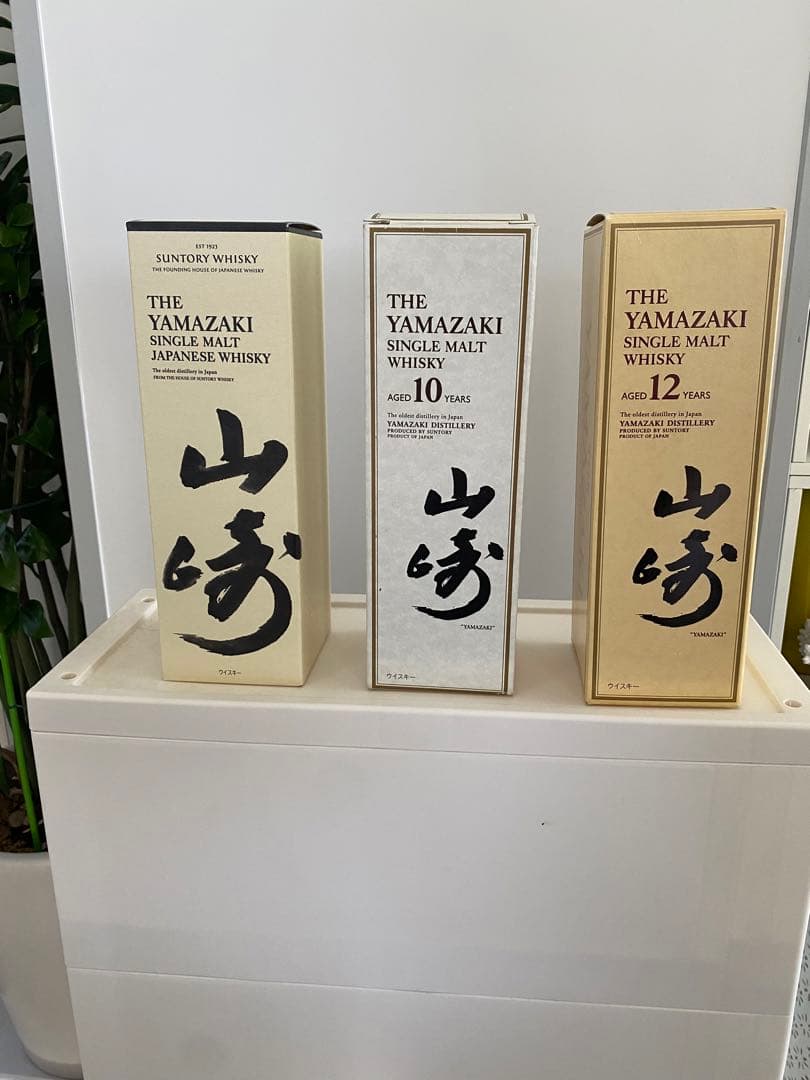 EST 1923
SUNTORY WHISKY
THE FOUNDING HOUSE OF JAPANESE WHISKY
THE
YAMAZAKI
SINGLE MALT
JAPANESE WHISKY
The oldest distillery in Japan
FROM THE HOUSE OF SUNTORY WHISKY
山
崎
ウイスキー
THE
YAMAZAKI
SINGLE MALT
WHISKY
AGED 10 YEARS
The oldest distillery in Japan
YAMAZAKI DISTILLERY
PRODUCED BY SUNTORY
PRODUCT OF JAPAN
山
崎
"YAMAZAKI"
ウイスキー
THE
YAMAZAKI
SINGLE MALT
WHISKY
AGED 12 YEARS
The oldest distillery in Japan
YAMAZAKI DISTILLERY
PRODUCED BY SUNTORY
PRODUCT OF JAPAN
山
崎
"YAMAZAKI"
ウイスキー